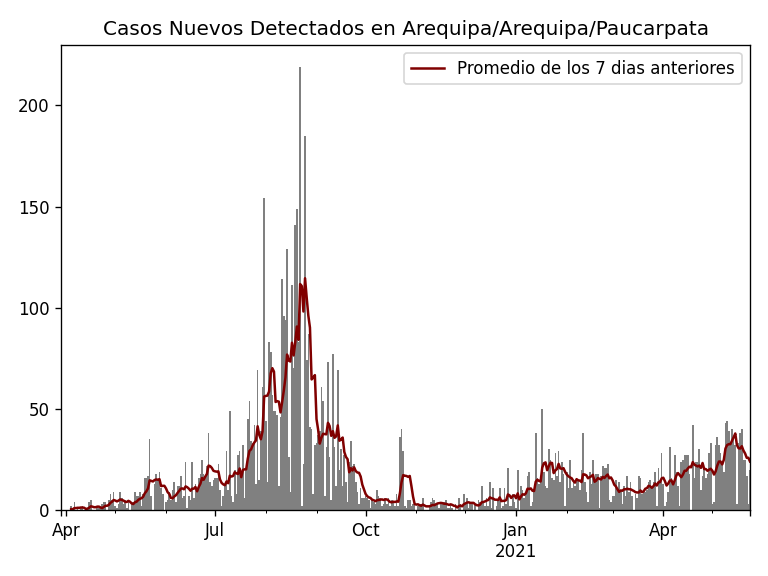 Casos Nuevos Detectados en Arequipa/Arequipa/Paucarpata
Promedio de los 7 dias anteriores
200
150
100
50
0
Apr
Jul
Oct
Jan
2021
Apr